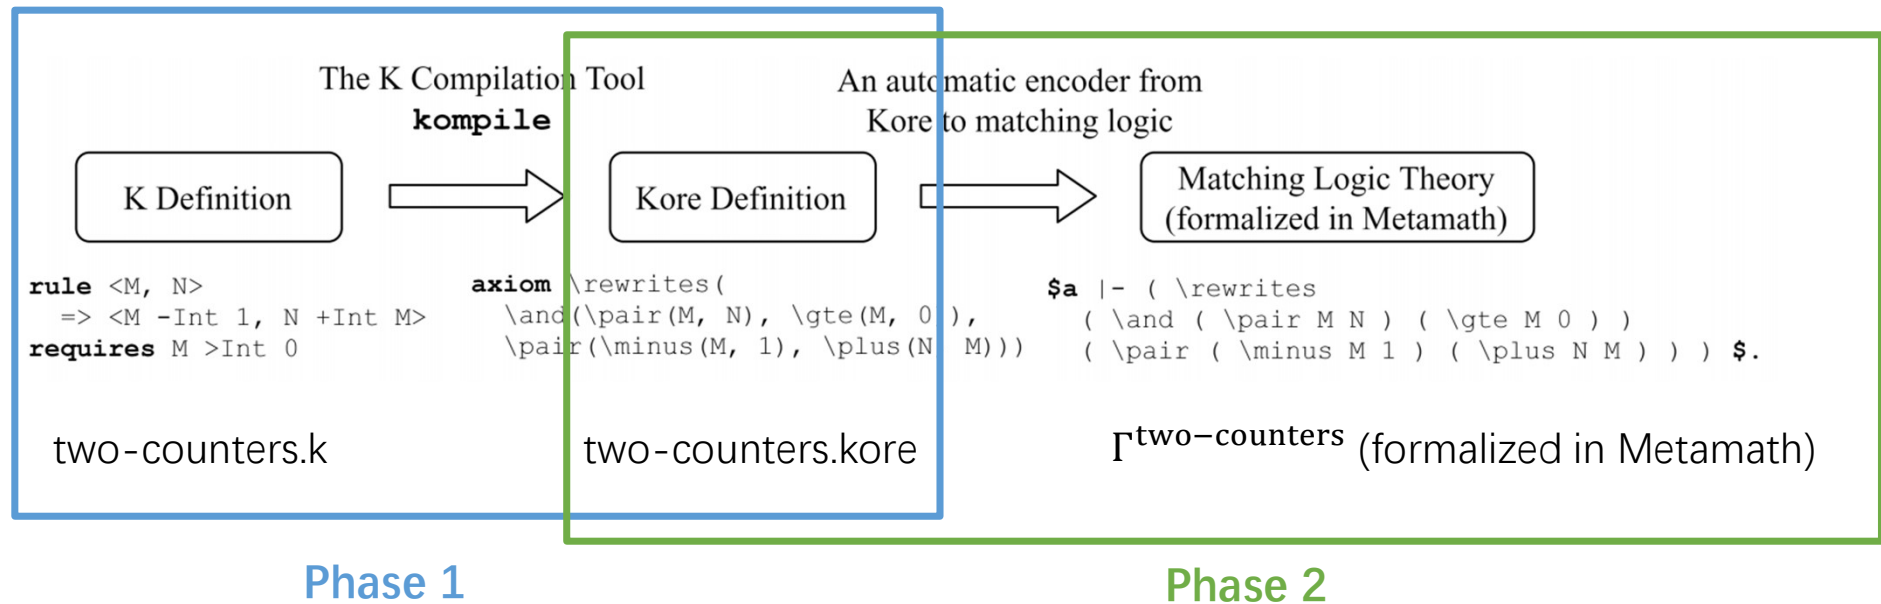 The K Compilation Tool
kompile
An automatic encoder from
Kore to matching logic
K Definition
Kore Definition
Matching Logic Theory
(formalized in Metamath)
rule <M, N>
=> <M -Int 1, N +Int M>
requires M >Int 0
axiom \rewrites(
\and(\pair(M, N), \gte(M, 0)),
\pair(\minus(M, 1), \plus(N, M)))
$a |- ( \rewrites
( \and ( \pair M N ) ( \gte M 0 ) )
( \pair ( \minus M 1 ) ( \plus N M ) ) ) $.
two-counters.k
two-counters.kore
Γ^two−counters (formalized in Metamath)
Phase 1
Phase 2